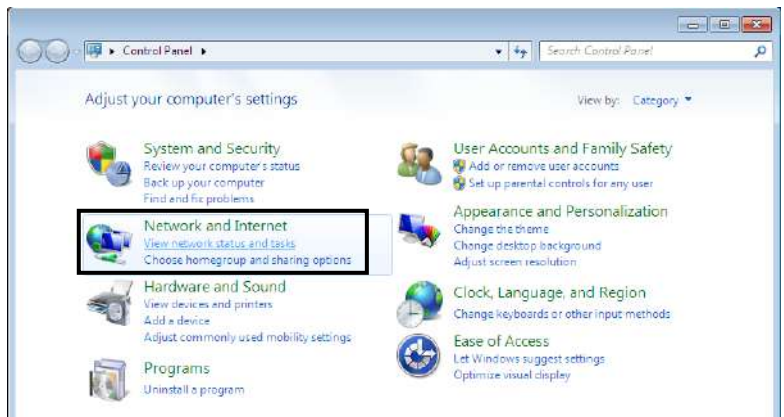 Control Panel
Search Control Panel
Adjust your computer's settings
View by: Category
System and Security
Review your computer's status
Back up your computer
Find and fix problems
Network and Internet
View network status and tasks
Choose homegroup and sharing options
Hardware and Sound
View devices and printers
Add a device
Adjust commonly used mobility settings
Programs
Uninstall a program
User Accounts and Family Safety
Add or remove user accounts
Set up parental controls for any user
Appearance and Personalization
Change the theme
Change desktop background
Adjust screen resolution
Clock, Language, and Region
Change keyboards or other input methods
Ease of Access
Let Windows suggest settings
Optimize visual display